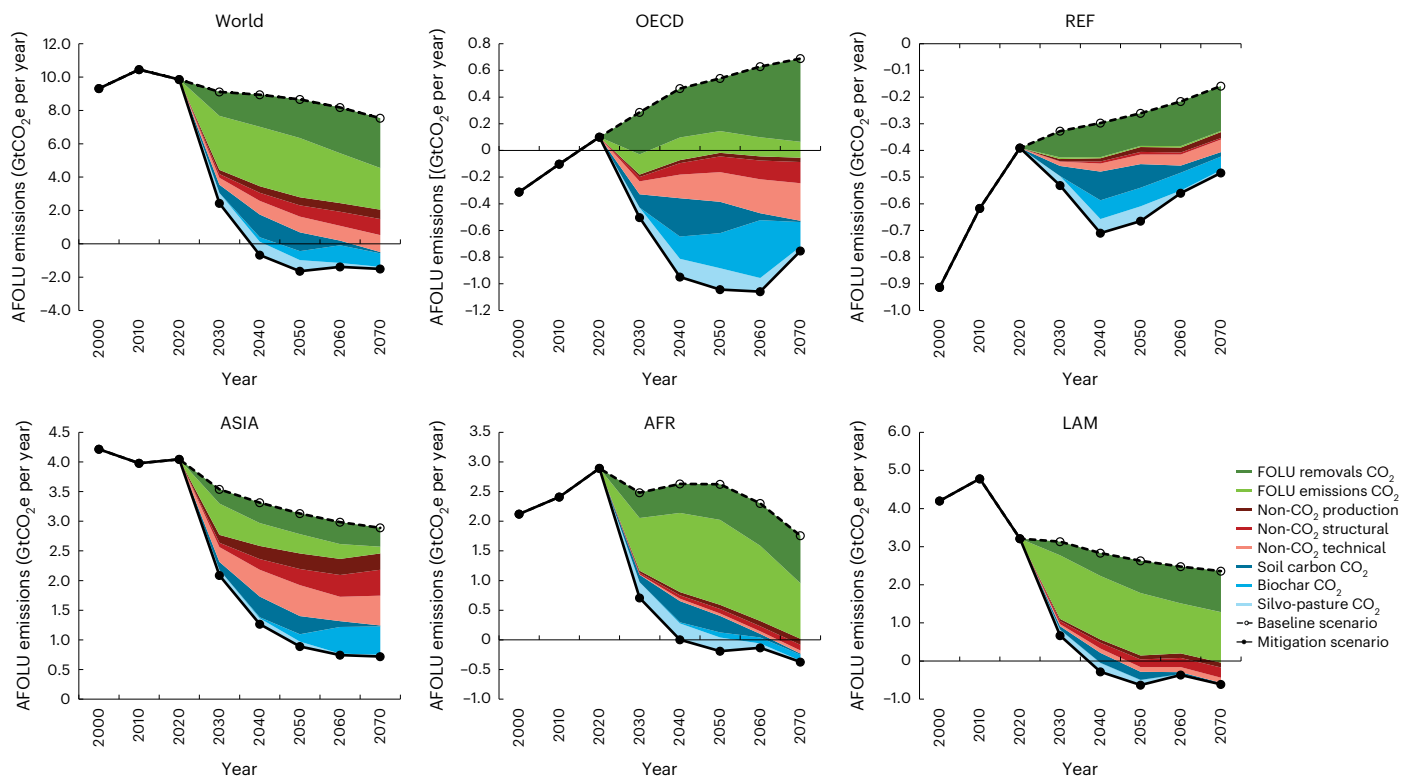 World
AFOLU emissions (GtCO2e per year)
12.0
10.0
8.0
6.0
4.0
2.0
0
−2.0
−4.0
2000 2010 2020 2030 2040 2050 2060 2070
Year
OECD
AFOLU emissions [(GtCO2e per year)
0.8
0.6
0.4
0.2
0
−0.2
−0.4
−0.6
−0.8
−1.0
−1.2
2000 2010 2020 2030 2040 2050 2060 2070
Year
REF
AFOLU emissions (GtCO2e per year)
0
−0.1
−0.2
−0.3
−0.4
−0.5
−0.6
−0.7
−0.8
−0.9
−1.0
2000 2010 2020 2030 2040 2050 2060 2070
Year
ASIA
AFOLU emissions (GtCO2e per year)
4.5
4.0
3.5
3.0
2.5
2.0
1.5
1.0
0.5
0
2000 2010 2020 2030 2040 2050 2060 2070
Year
AFR
AFOLU emissions (GtCO2e per year)
3.5
3.0
2.5
2.0
1.5
1.0
0.5
0
−0.5
−1.0
2000 2010 2020 2030 2040 2050 2060 2070
Year
LAM
AFOLU emissions (GtCO2e per year)
6.0
5.0
4.0
3.0
2.0
1.0
0
−1.0
2000 2010 2020 2030 2040 2050 2060 2070
Year
FOLU removals CO2
FOLU emissions CO2
Non-CO2 production
Non-CO2 structural
Non-CO2 technical
Soil carbon CO2
Biochar CO2
Silvo-pasture CO2
Baseline scenario
Mitigation scenario